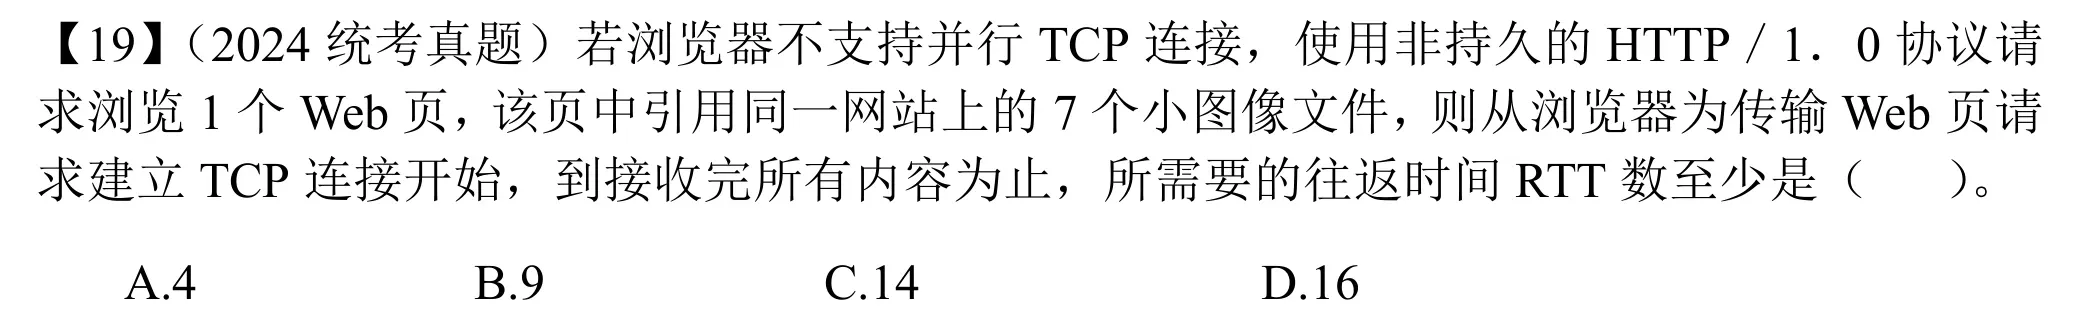 【19】（2024 统考真题）若浏览器不支持并行 TCP 连接，使用非持久的 HTTP／1．0 协议请
求浏览 1 个 Web 页，该页中引用同一网站上的 7 个小图像文件，则从浏览器为传输 Web 页请
求建立 TCP 连接开始，到接收完所有内容为止，所需要的往返时间 RTT 数至少是（　　）。
A.4　B.9　C.14　D.16